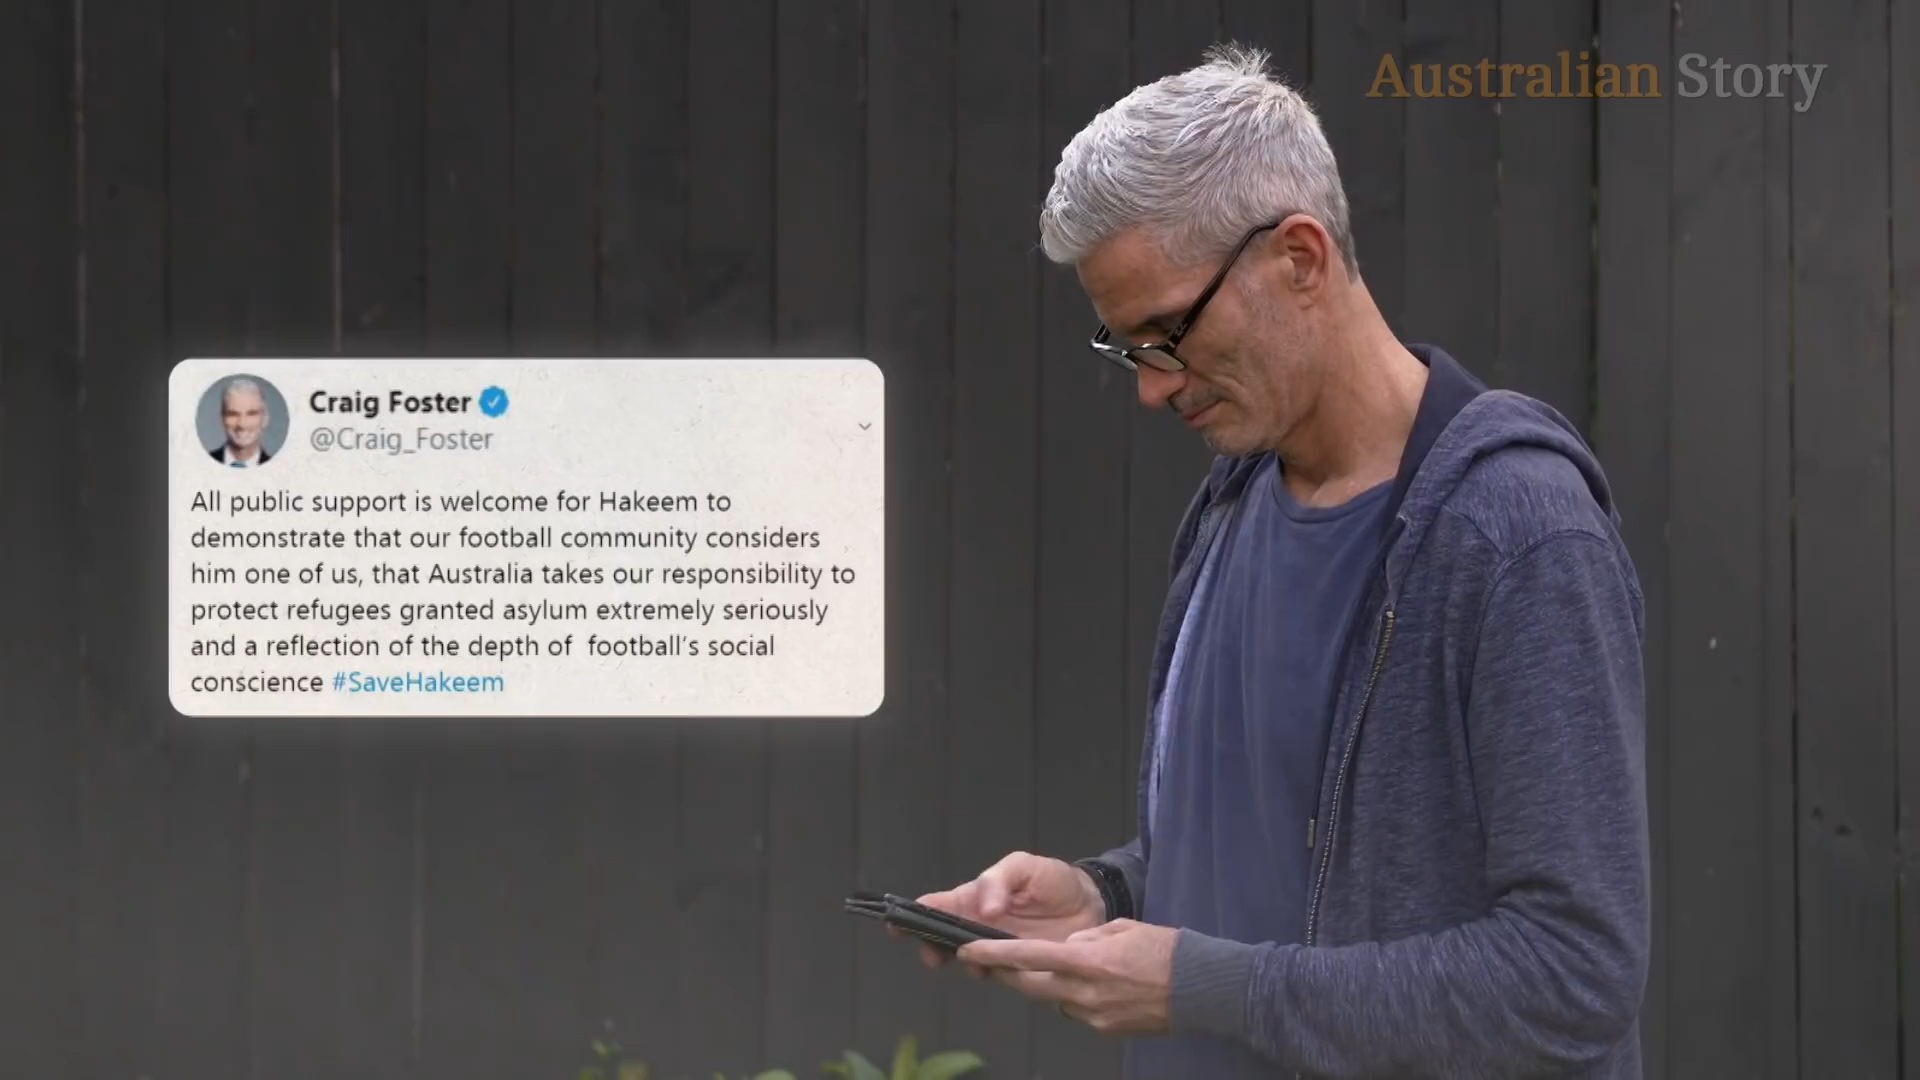 Australian Story
Craig Foster
@Craig_Foster
All public support is welcome for Hakeem to
demonstrate that our football community considers
him one of us, that Australia takes our responsibility to
protect refugees granted asylum extremely seriously
and a reflection of the depth of football's social
conscience #SaveHakeem